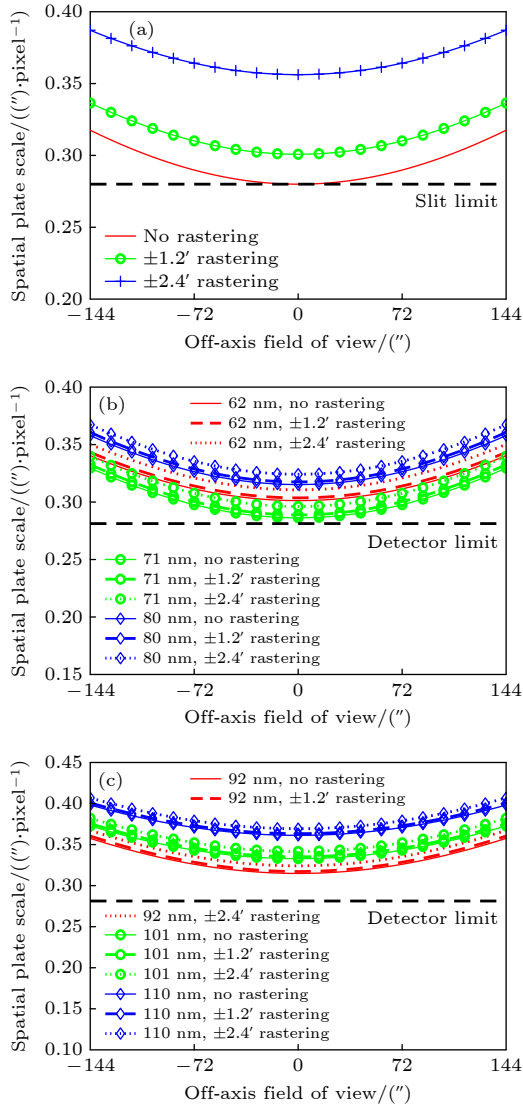 (a)
Spatial plate scale/((″)·pixel⁻¹)
0.40
0.35
0.30
0.25
0.20
Slit limit
No rastering
±1.2′ rastering
±2.4′ rastering
−144
−72
0
72
144
Off-axis field of view/(″)
(b)
Spatial plate scale/((″)·pixel⁻¹)
0.40
0.35
0.30
0.25
0.20
0.15
62 nm, no rastering
62 nm, ±1.2′ rastering
62 nm, ±2.4′ rastering
Detector limit
71 nm, no rastering
71 nm, ±1.2′ rastering
71 nm, ±2.4′ rastering
80 nm, no rastering
80 nm, ±1.2′ rastering
80 nm, ±2.4′ rastering
−144
−72
0
72
144
Off-axis field of view/(″)
(c)
Spatial plate scale/((″)·pixel⁻¹)
0.45
0.40
0.35
0.30
0.25
0.20
0.15
0.10
92 nm, no rastering
92 nm, ±1.2′ rastering
Detector limit
92 nm, ±2.4′ rastering
101 nm, no rastering
101 nm, ±1.2′ rastering
101 nm, ±2.4′ rastering
110 nm, no rastering
110 nm, ±1.2′ rastering
110 nm, ±2.4′ rastering
−144
−72
0
72
144
Off-axis field of view/(″)